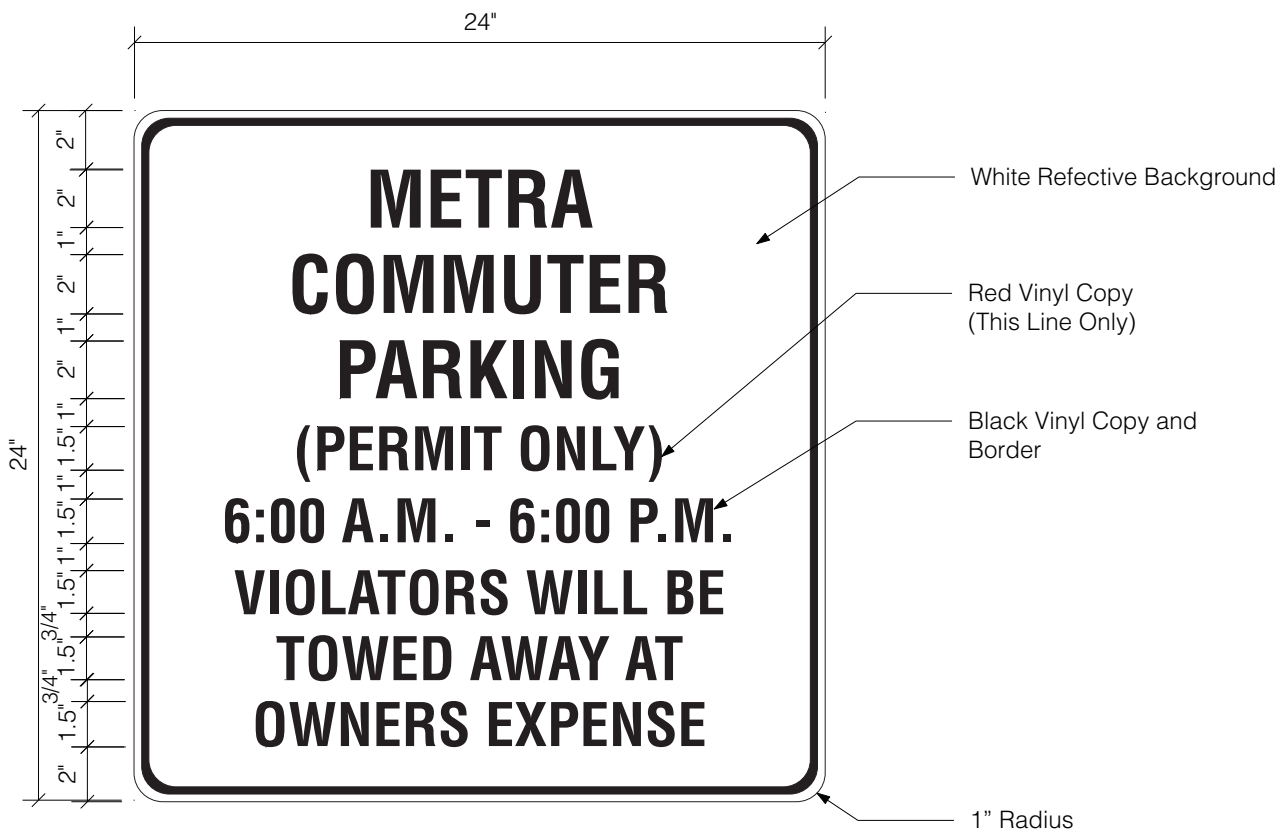 24"
24"
2"
2"
1"
2"
1"
2"
1"
1.5"
1"
1.5"
1"
1.5"
3/4"
1.5"
3/4"
1.5"
2"
METRA
COMMUTER
PARKING
(PERMIT ONLY)
6:00 A.M. - 6:00 P.M.
VIOLATORS WILL BE
TOWED AWAY AT
OWNERS EXPENSE
White Refective Background
Red Vinyl Copy
(This Line Only)
Black Vinyl Copy and
Border
1” Radius